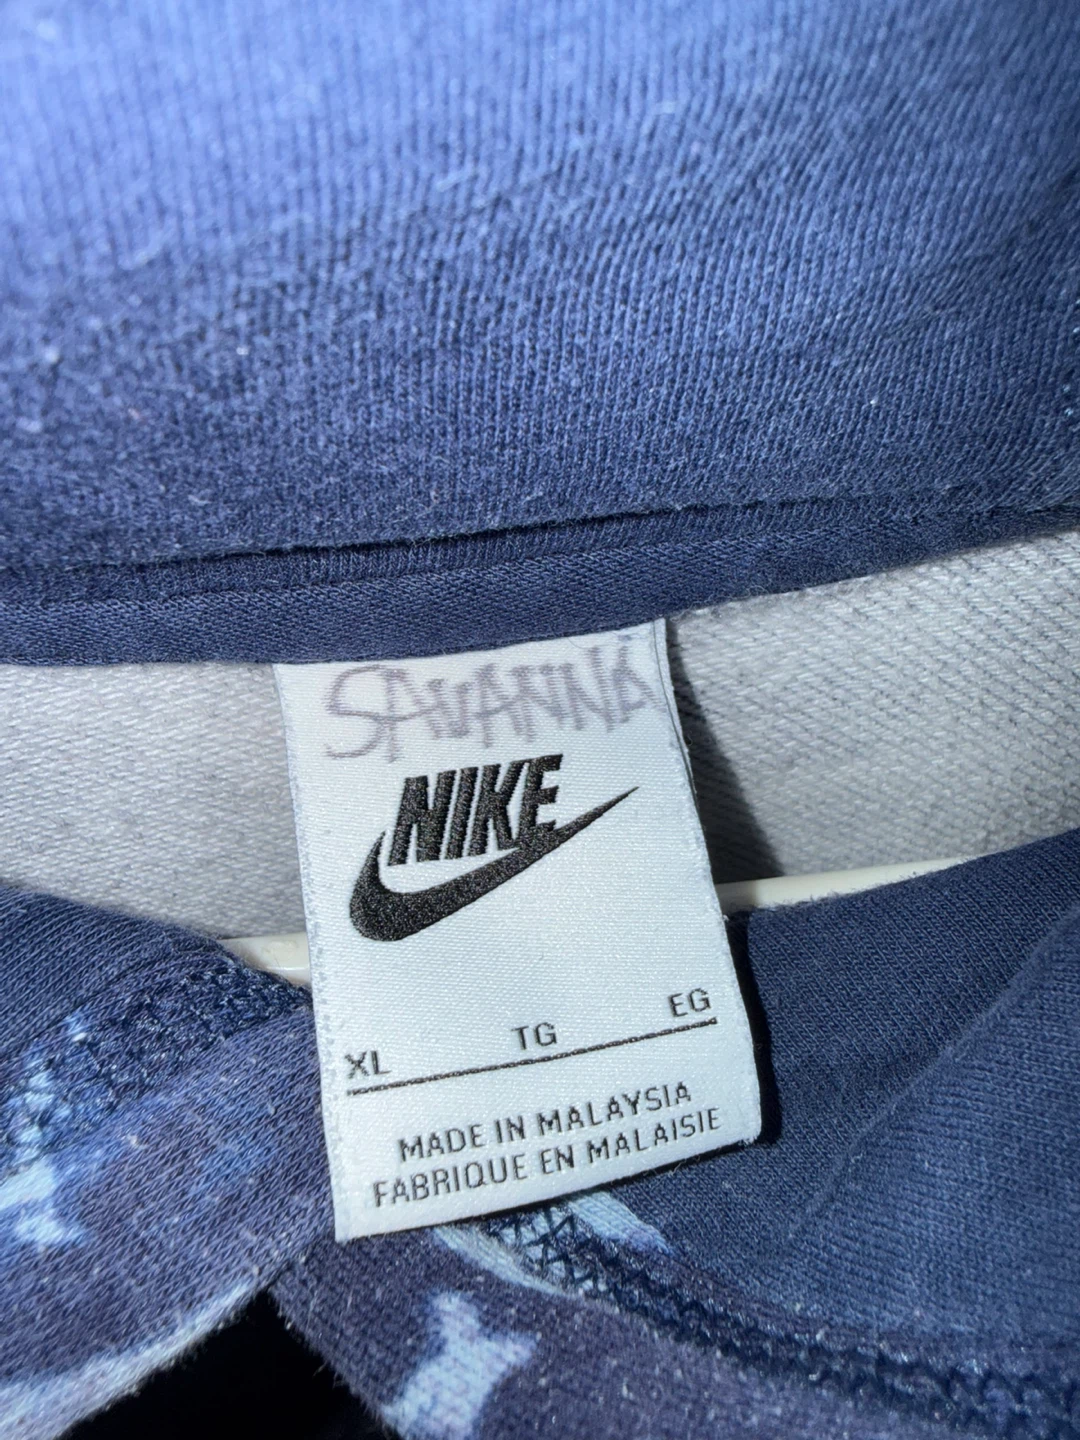 SAVANNA
NIKE
XL TG EG
MADE IN MALAYSIA
FABRIQUE EN MALAISIE